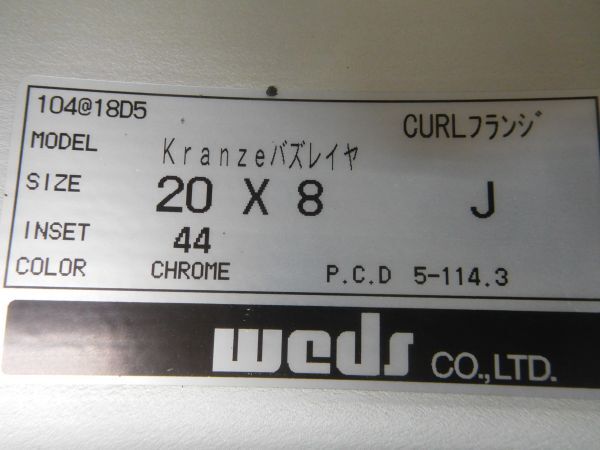 104@18D5
CURLフランジ
MODEL Kranzeバズレイヤ
SIZE 20 X 8 J
INSET 44
COLOR CHROME P.C.D 5-114.3
weds CO.,LTD.